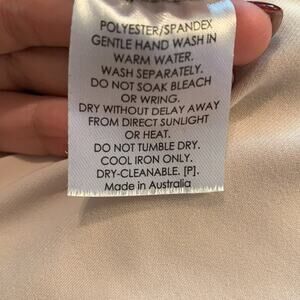 POLYESTER/SPANDEX
GENTLE HAND WASH IN
WARM WATER.
WASH SEPARATELY.
DO NOT SOAK BLEACH
OR WRING.
DRY WITHOUT DELAY AWAY
FROM DIRECT SUNLIGHT
OR HEAT.
DO NOT TUMBLE DRY.
COOL IRON ONLY.
DRY-CLEANABLE. [P].
Made in Australia